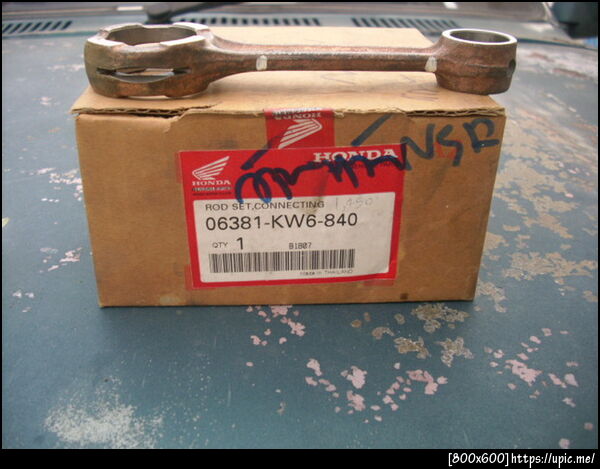 HONDA
HONDA
HONDA
NSR
ROD SET,CONNECTING 1,450
06381-KW6-840
QTY 1 B1807
MADE IN THAILAND
[800x600]https://upic.me/